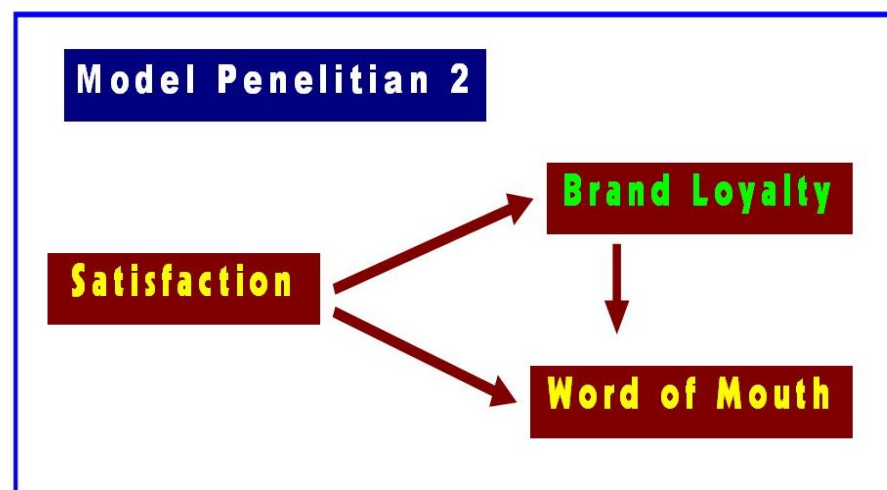 Model Penelitian 2
Brand Loyalty
Satisfaction
Word of Mouth